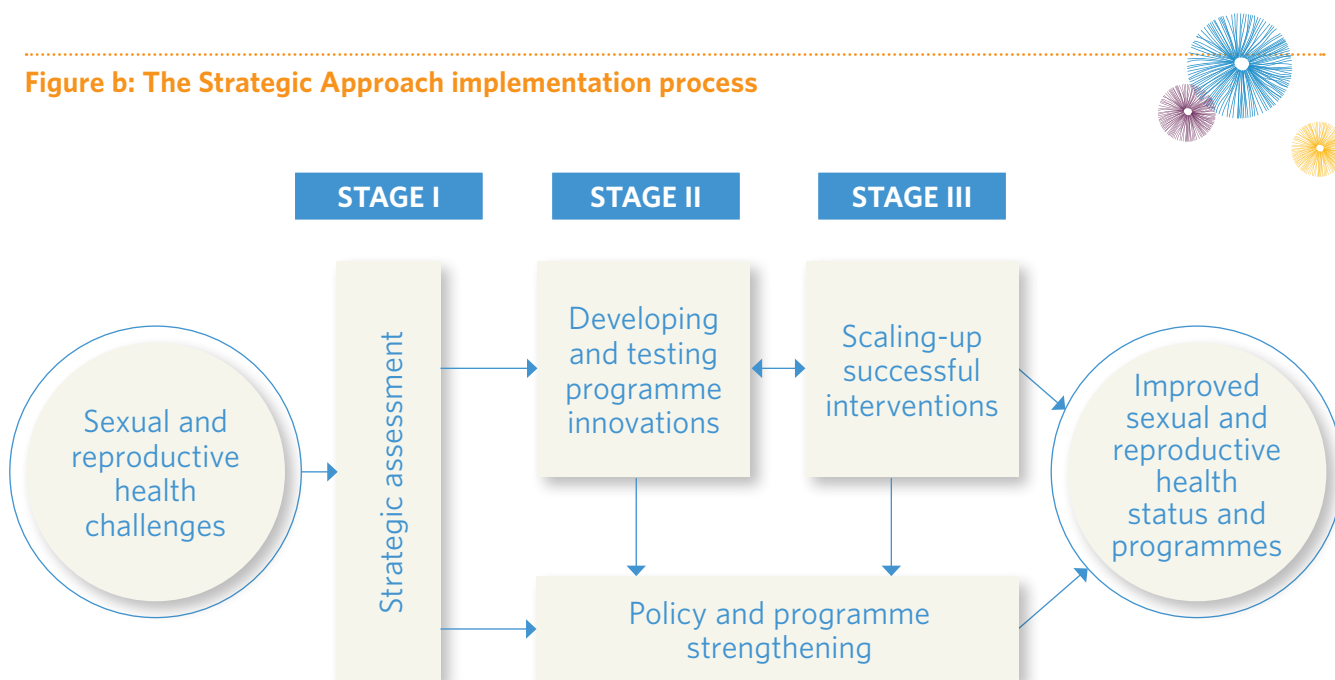 Figure b: The Strategic Approach implementation process
STAGE I
STAGE II
STAGE III
Sexual and
reproductive
health
challenges
Strategic assessment
Developing
and testing
programme
innovations
Scaling-up
successful
interventions
Policy and programme
strengthening
Improved
sexual and
reproductive
health
status and
programmes